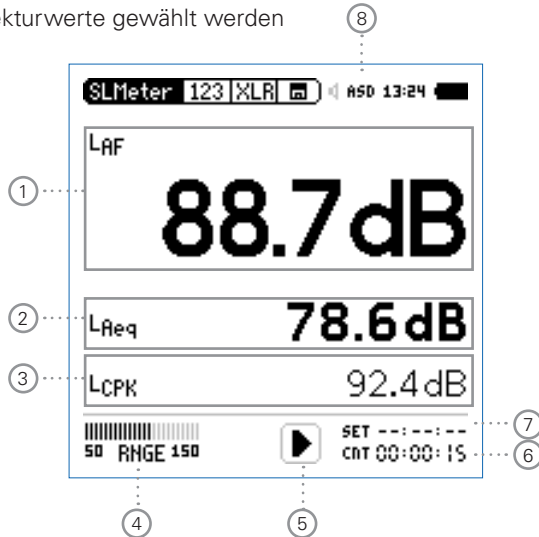 ekturwerte gewählt werden
8
SLMeter 123 XLR ASD 13:24
LAF
1
88.7dB
2
LAeq 78.6dB
3
LCPK 92.4dB
7
SET --:--:--
50 RNGE 150
CNT 00:00:15
6
4
5